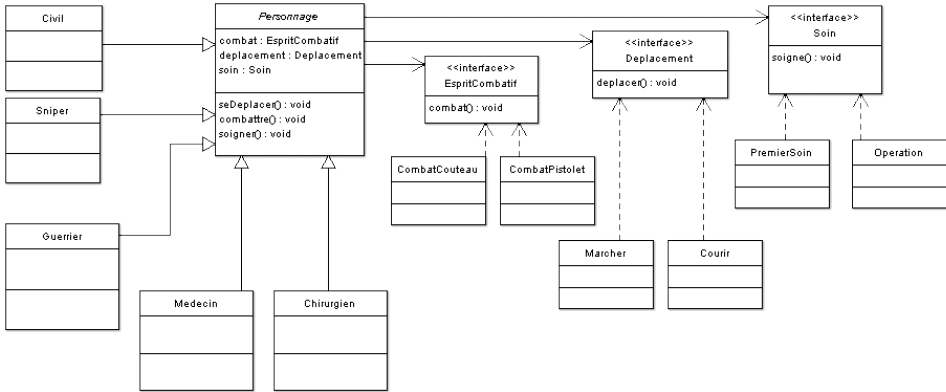 Civil
Personnage
combat : EspritCombatif
deplacement : Deplacement
soin : Soin
seDeplacer() : void
combattre() : void
soigner() : void
<<interface>>
Soin
soigne() : void
<<interface>>
Deplacement
deplacer() : void
<<interface>>
EspritCombatif
combat() : void
Sniper
CombatCouteau
CombatPistolet
PremierSoin
Operation
Guerrier
Marcher
Courir
Medecin
Chirurgien